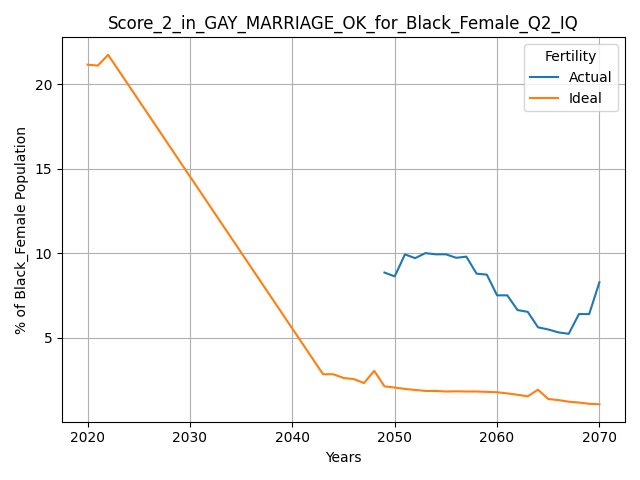 Score_2_in_GAY_MARRIAGE_OK_for_Black_Female_Q2_IQ
Fertility
Actual
Ideal
% of Black_Female Population
20
15
10
5
2020 2030 2040 2050 2060 2070
Years